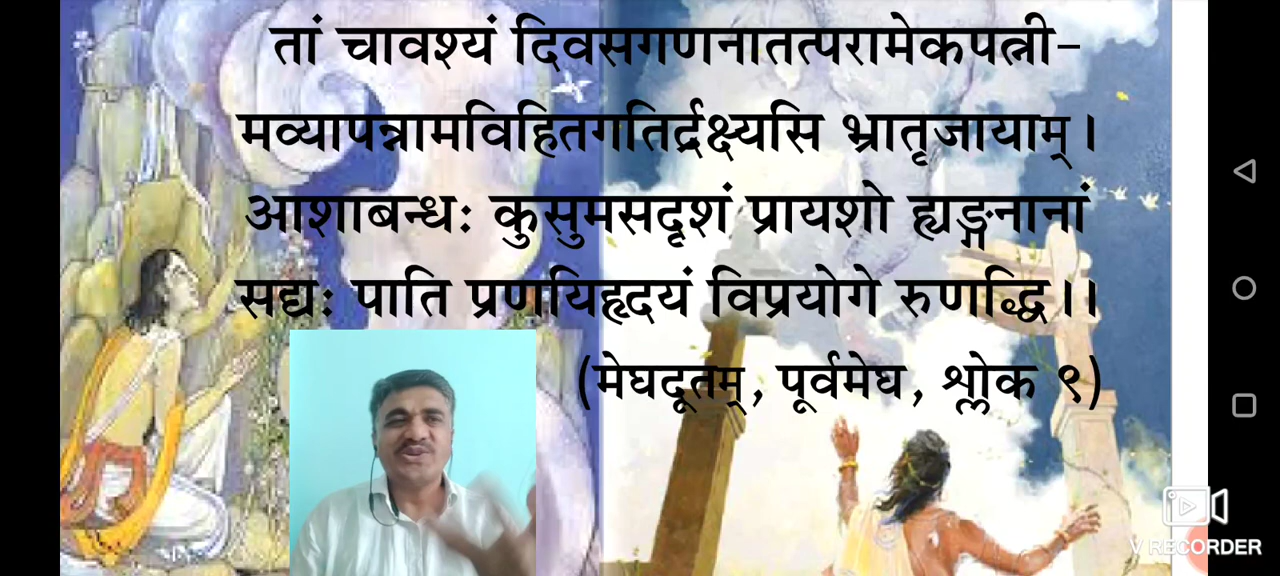 तां चावश्यं दिवसगणनातत्परामेकपत्नी-
मव्यापन्नामविहितगतिर्द्रक्ष्यसि भ्रातृजायाम्।
आशाबन्धः कुसुमसदृशं प्रायशो ह्यङ्गनानां
सद्यः पाति प्रणयिहृदयं विप्रयोगे रुणद्धि।।
(मेघदूतम्, पूर्वमेघ, श्लोक ९)
V RECORDER